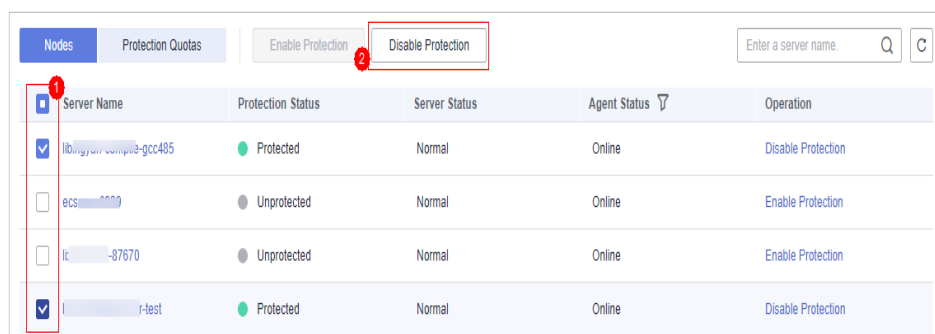 Nodes Protection Quotas Enable Protection 2 Disable Protection Enter a server name.
1
Server Name Protection Status Server Status Agent Status Operation
-gcc485 Protected Normal Online Disable Protection
ecs Unprotected Normal Online Enable Protection
-87670 Unprotected Normal Online Enable Protection
r-test Protected Normal Online Disable Protection